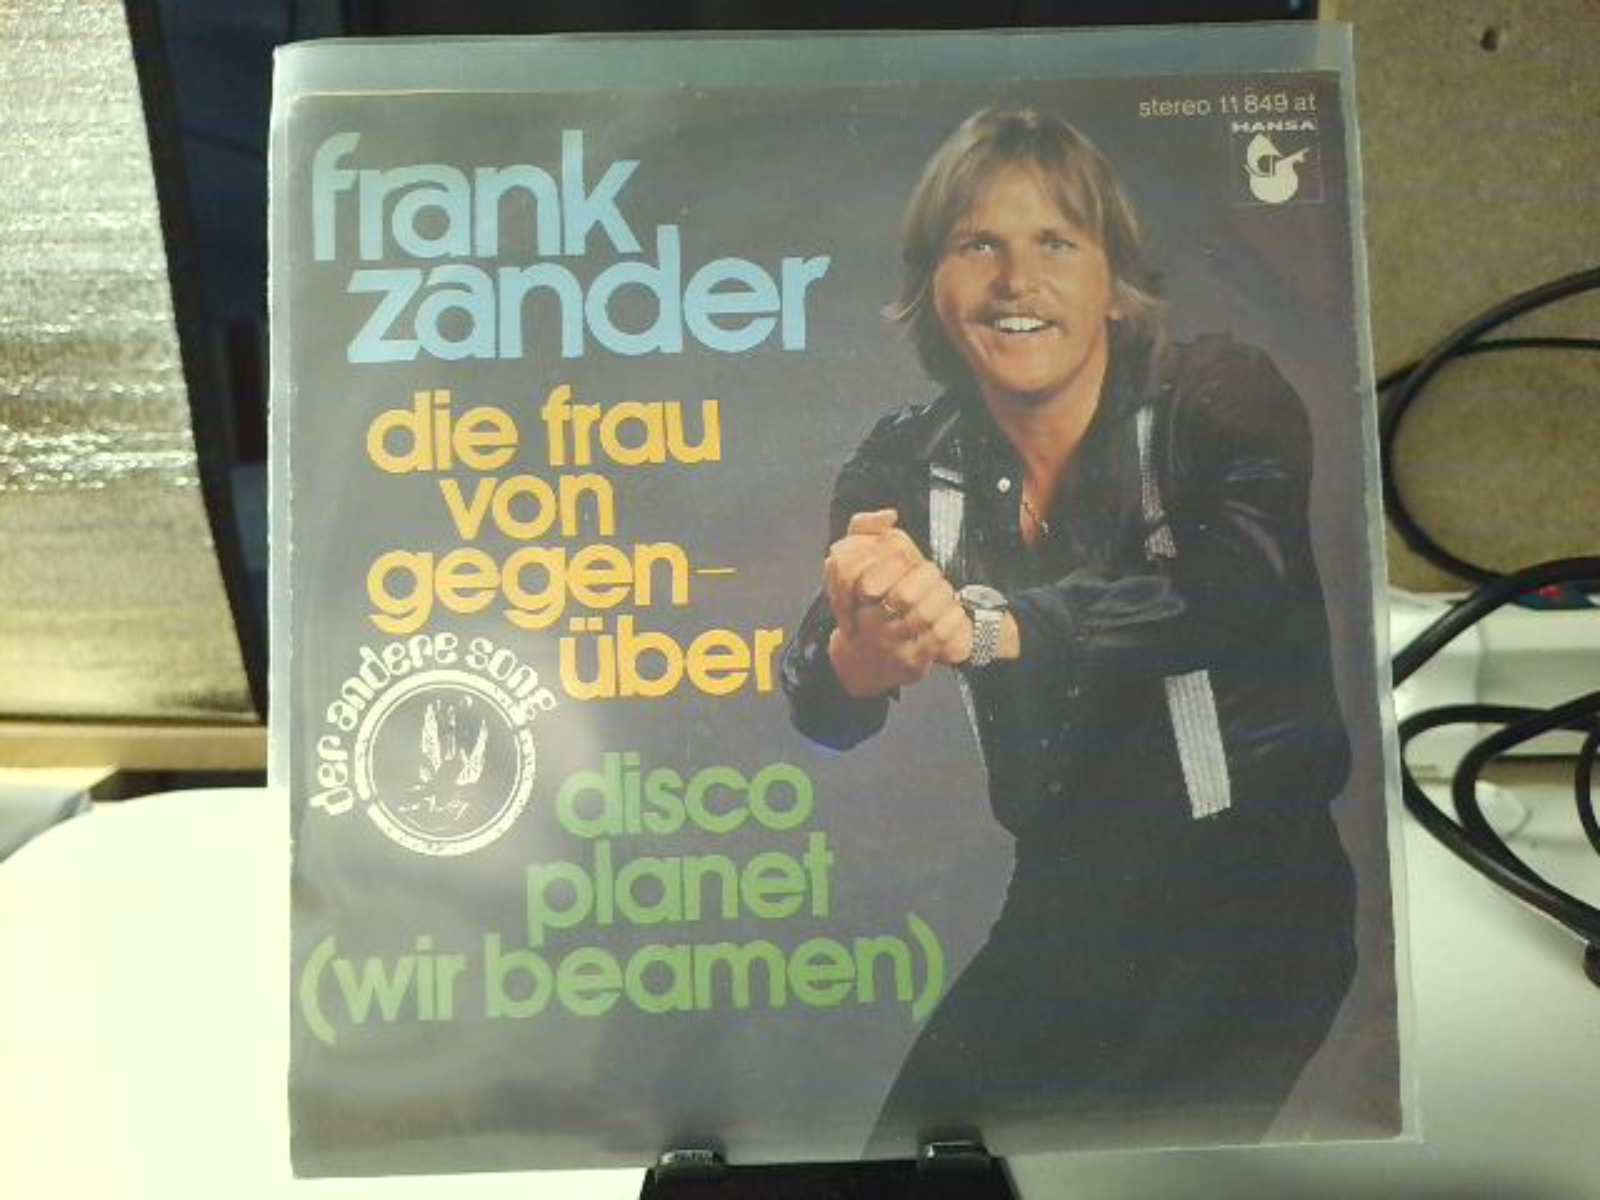 stereo 11 849 at
HANSA
frank
zander
die frau
von
gegen-
über
der andere song
disco
planet
(wir beamen)